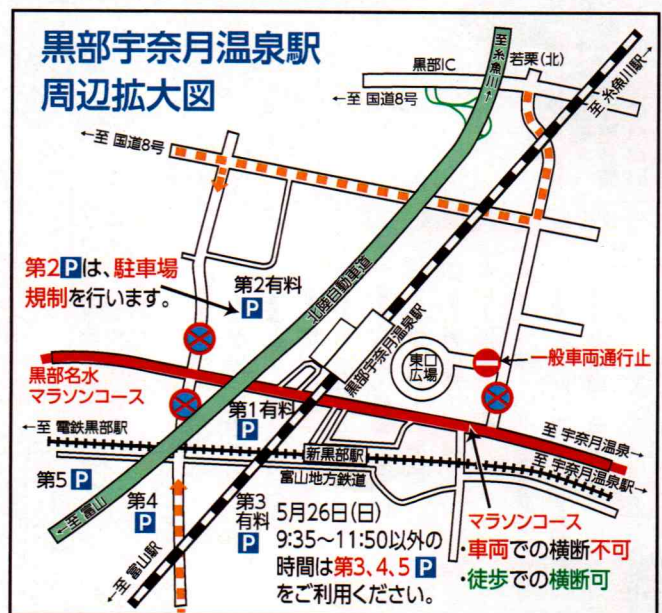 黒部宇奈月温泉駅
周辺拡大図
至 糸魚川→
若栗(北)
黒部IC
至 糸魚川駅→
←至 国道8号
←至 国道8号
第2Pは、駐車場
規制を行います。
第2有料
P
北陸自動車道
黒部宇奈月温泉駅
東口
広場
一般車両通行止
黒部名水
マラソンコース
第1有料
P
←至 電鉄黒部駅
新黒部駅
富山地方鉄道
至 宇奈月温泉→
至 宇奈月温泉駅→
第5 P
←至 富山
第4
P
←至 富山駅
第3
有料
P
5月26日(日)
9:35~11:50以外の
時間は第3、4、5 P
をご利用ください。
マラソンコース
・車両での横断不可
・徒歩での横断可